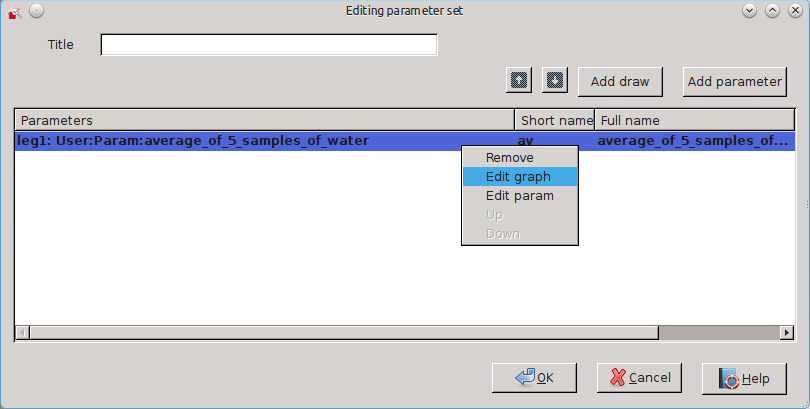 Editing parameter set
Title
Add draw
Add parameter
Parameters Short name Full name
leg1: User:Param:average_of_5_samples_of_water av average_of_5_samples_of...
Remove
Edit graph
Edit param
Up
Down
OK Cancel Help